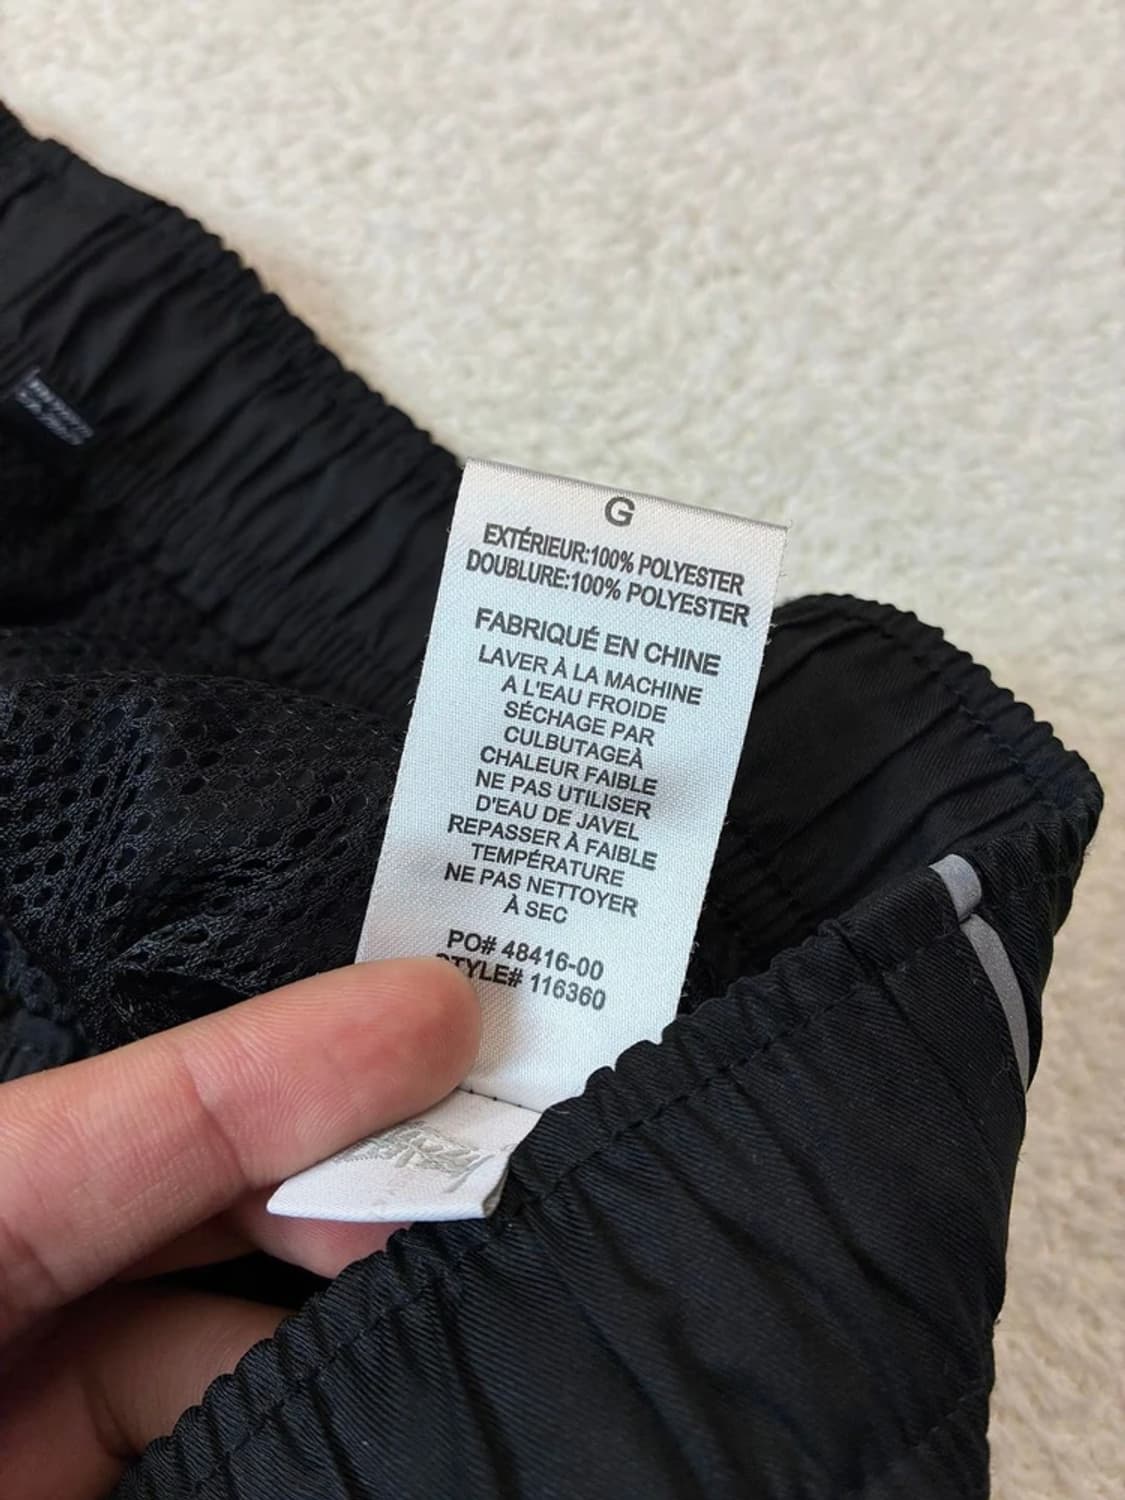 G
EXTÉRIEUR:100% POLYESTER
DOUBLURE:100% POLYESTER
FABRIQUÉ EN CHINE
LAVER À LA MACHINE
A L'EAU FROIDE
SÉCHAGE PAR
CULBUTAGEÀ
CHALEUR FAIBLE
NE PAS UTILISER
D'EAU DE JAVEL
REPASSER À FAIBLE
TEMPÉRATURE
NE PAS NETTOYER
À SEC
PO# 48416-00
STYLE# 116360